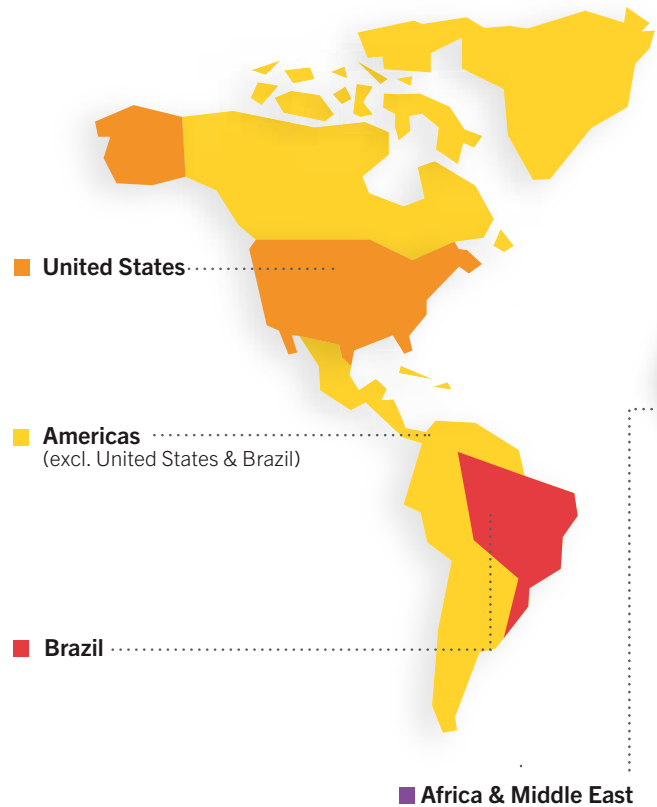 United States
Americas
(excl. United States & Brazil)
Brazil
Africa & Middle East